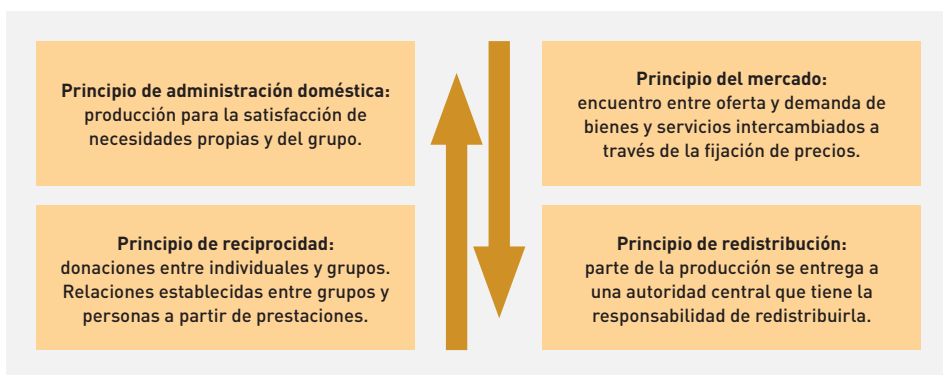 Principio de administración doméstica:
producción para la satisfacción de
necesidades propias y del grupo.
Principio del mercado:
encuentro entre oferta y demanda de
bienes y servicios intercambiados a
través de la fijación de precios.
Principio de reciprocidad:
donaciones entre individuales y grupos.
Relaciones establecidas entre grupos y
personas a partir de prestaciones.
Principio de redistribución:
parte de la producción se entrega a
una autoridad central que tiene la
responsabilidad de redistribuirla.